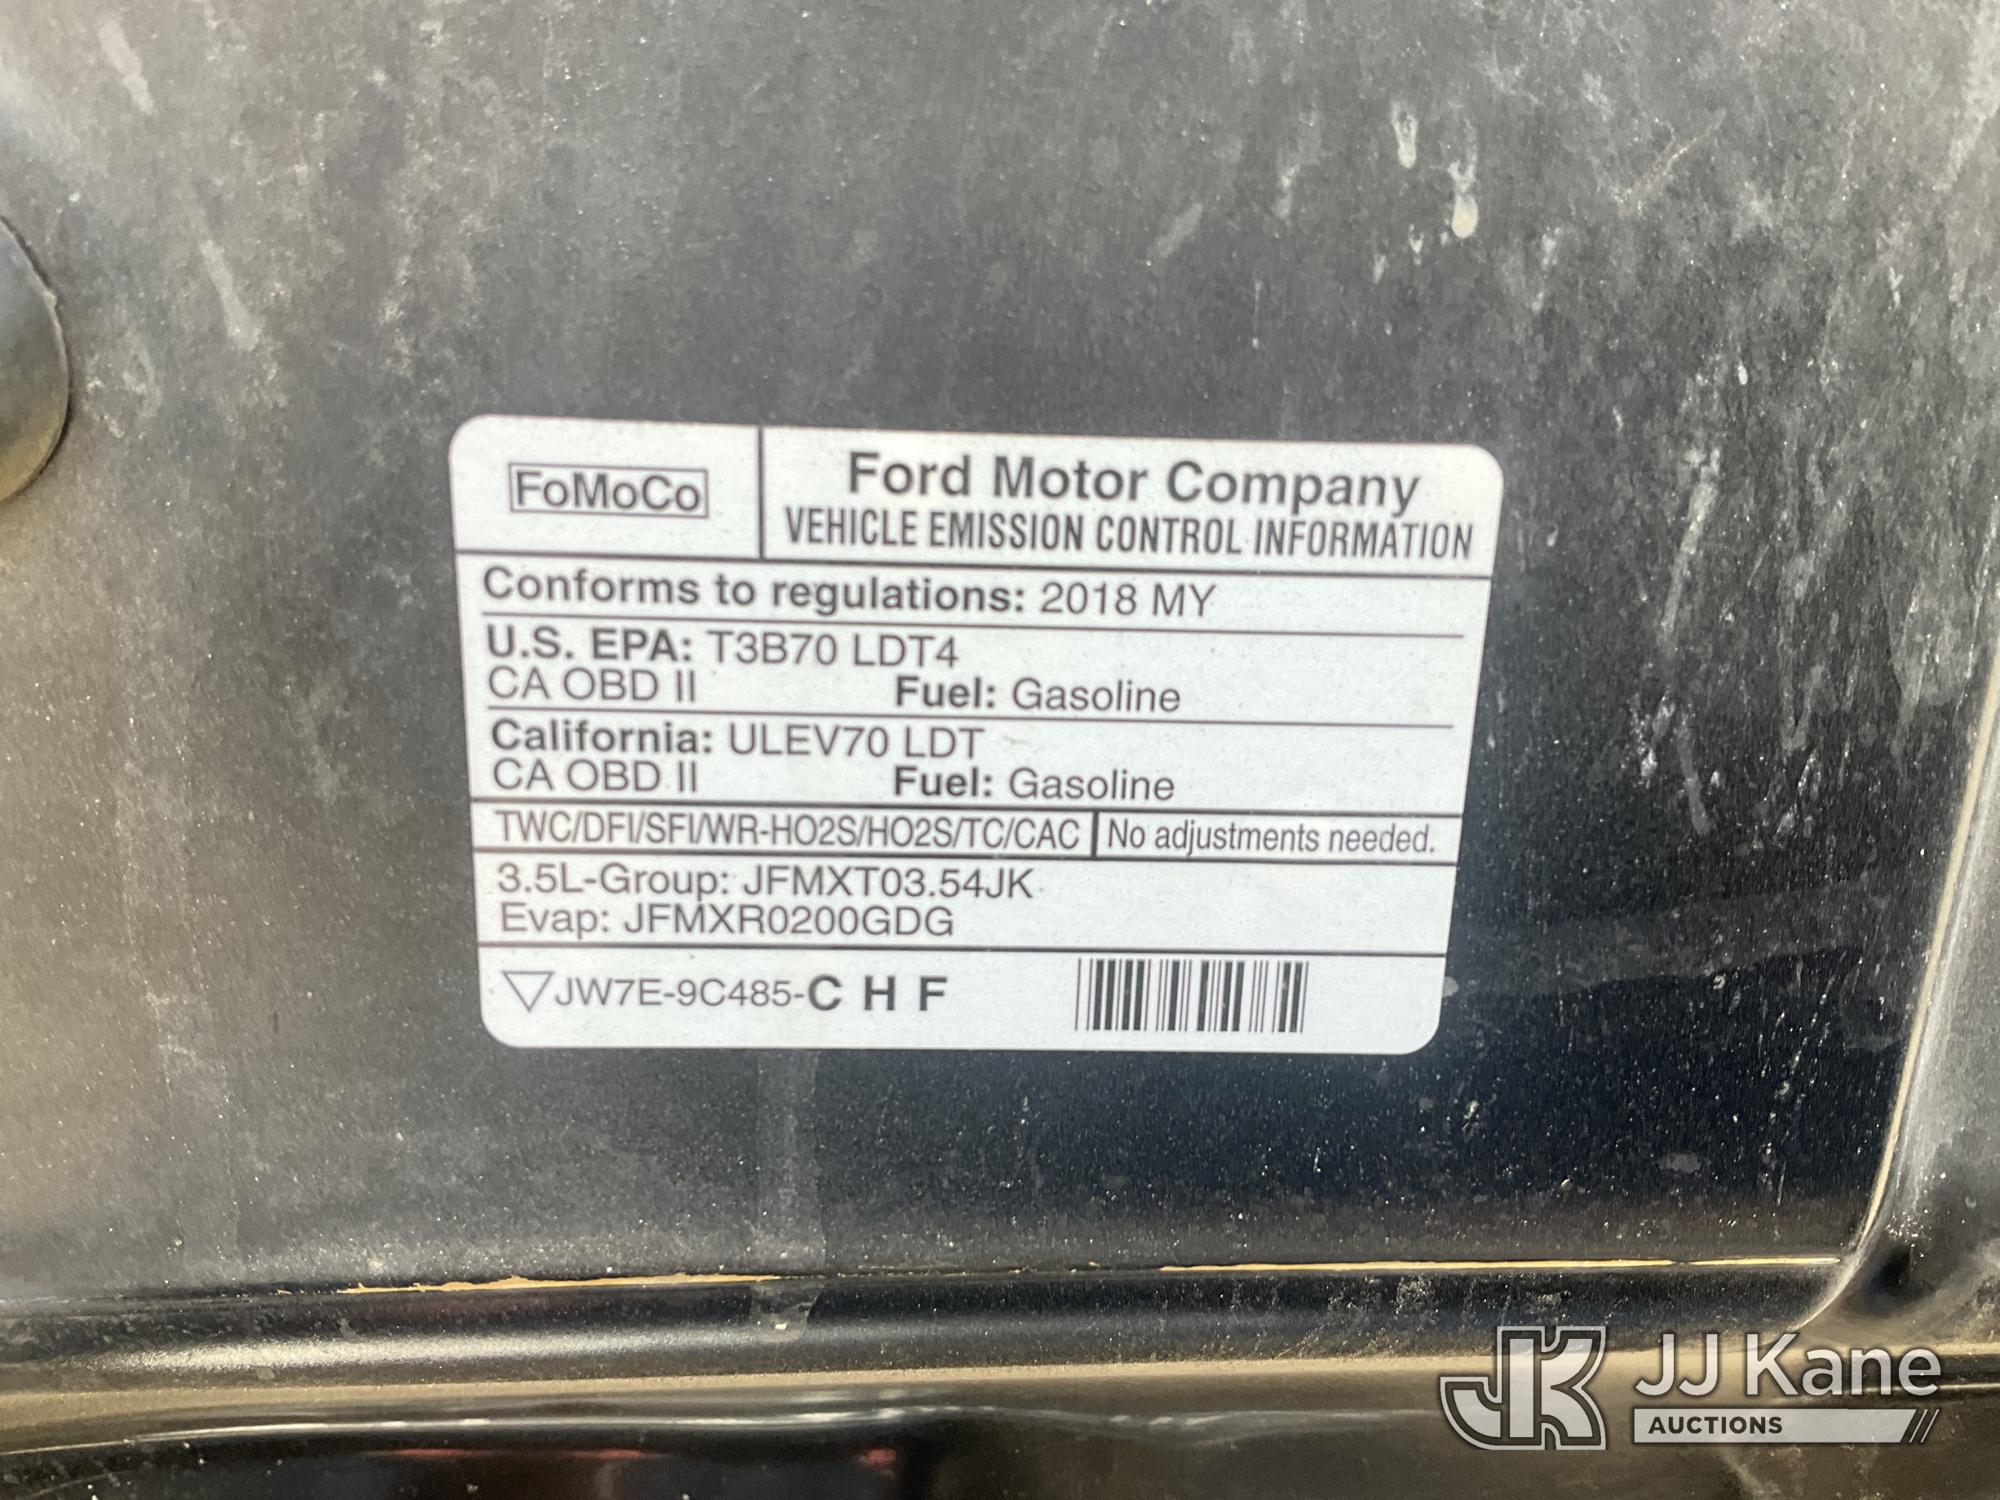 FoMoCo
Ford Motor Company
VEHICLE EMISSION CONTROL INFORMATION
Conforms to regulations: 2018 MY
U.S. EPA: T3B70 LDT4
CA OBD II Fuel: Gasoline
California: ULEV70 LDT
CA OBD II Fuel: Gasoline
TWC/DFI/SFI/WR-HO2S/HO2S/TC/CAC No adjustments needed.
3.5L-Group: JFMXT03.54JK
Evap: JFMXR0200GDG
JW7E-9C485-C H F
JK JJ Kane
AUCTIONS